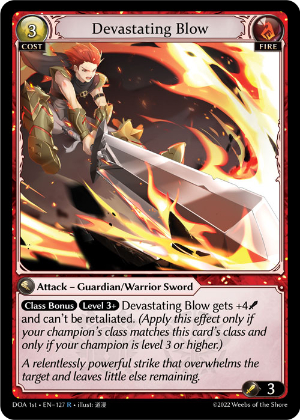 3
Devastating Blow
COST
FIRE
Attack – Guardian/Warrior Sword
Class Bonus Level 3+ Devastating Blow gets +4
and can't be retaliated. (Apply this effect only if
your champion's class matches this card's class and
only if your champion is level 3 or higher.)
A relentlessly powerful strike that overwhelms the
target and leaves little else remaining.
3
DOA 1st • EN-127 R • illust:
©2022 Weebs of the Shore